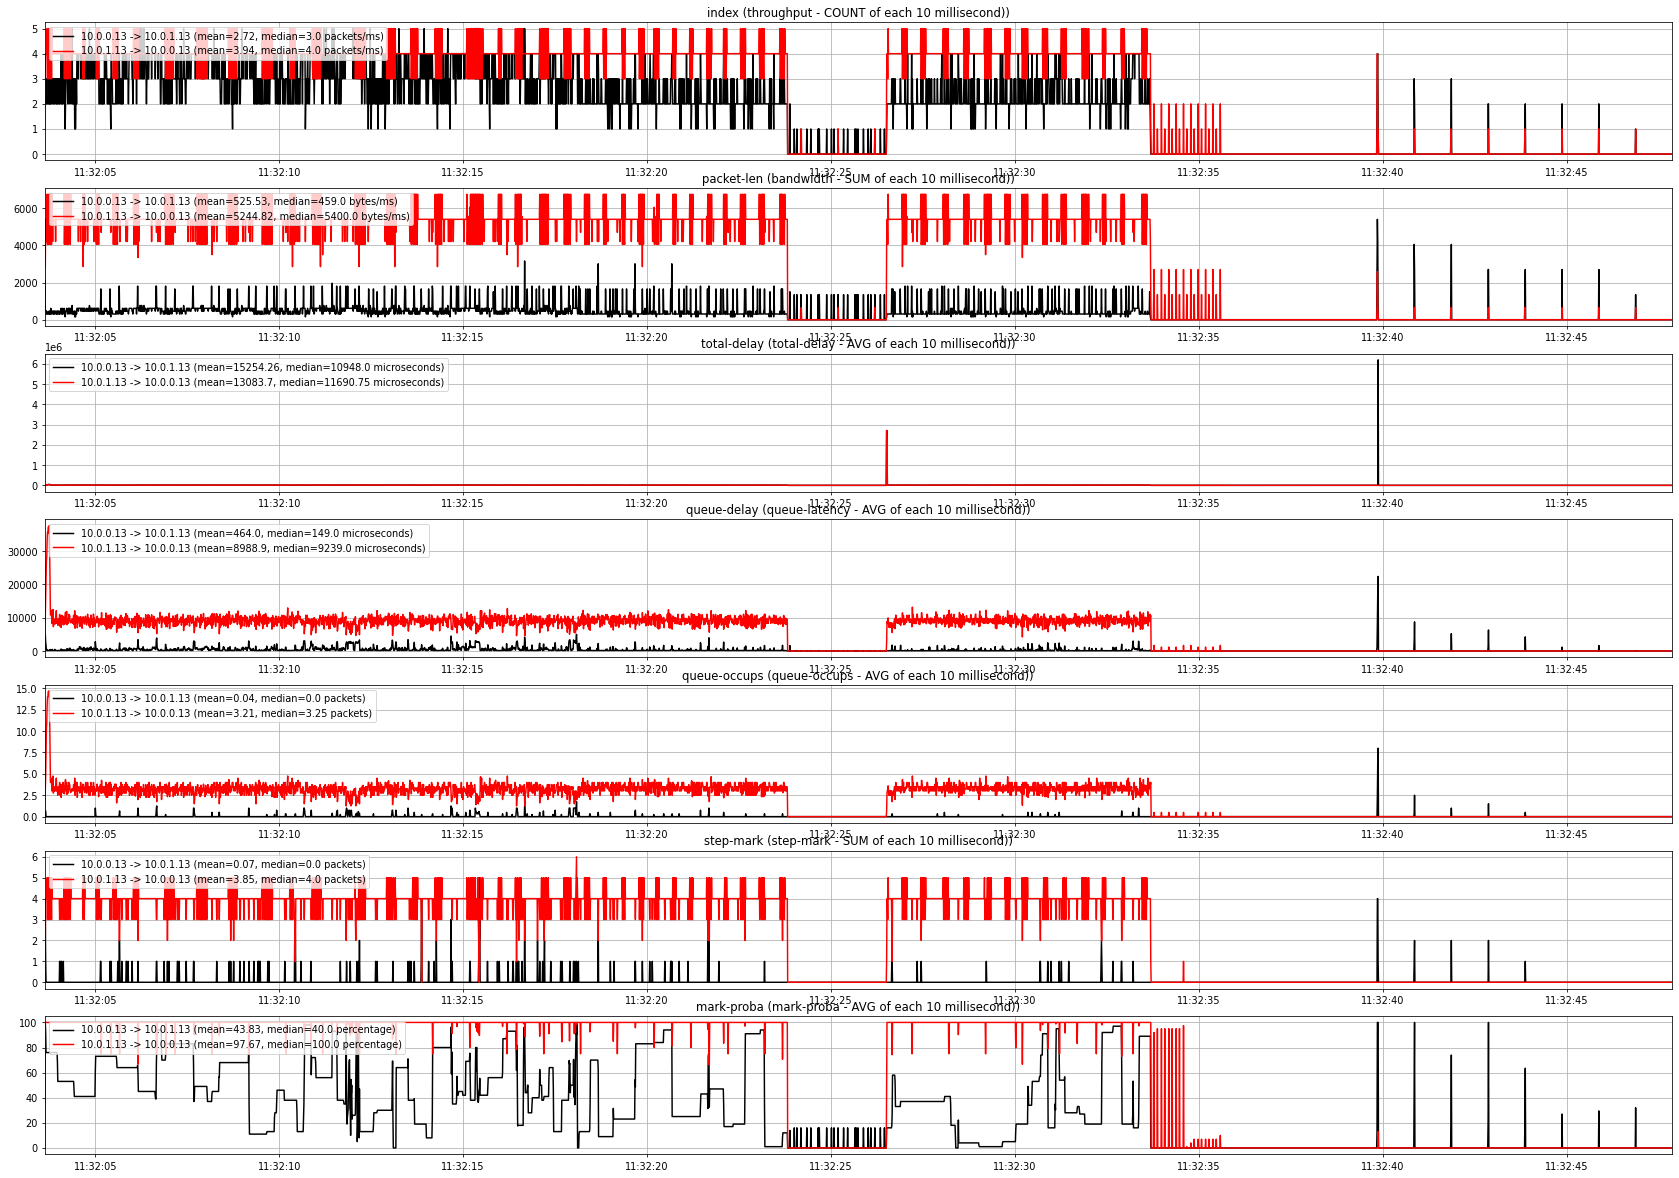 index (throughput - COUNT of each 10 millisecond))
10.0.0.13 -> 10.0.1.13 (mean=2.72, median=3.0 packets/ms)
10.0.1.13 -> 10.0.0.13 (mean=3.94, median=4.0 packets/ms)
5
4
3
2
1
0
11:32:05 11:32:10 11:32:15 11:32:20 11:32:25 11:32:30 11:32:35 11:32:40 11:32:45
packet-len (bandwidth - SUM of each 10 millisecond))
10.0.0.13 -> 10.0.1.13 (mean=525.53, median=459.0 bytes/ms)
10.0.1.13 -> 10.0.0.13 (mean=5244.82, median=5400.0 bytes/ms)
6000
4000
2000
0
11:32:05 11:32:10 11:32:15 11:32:20 11:32:25 11:32:30 11:32:35 11:32:40 11:32:45
1e6
total-delay (total-delay - AVG of each 10 millisecond))
10.0.0.13 -> 10.0.1.13 (mean=15254.26, median=10948.0 microseconds)
10.0.1.13 -> 10.0.0.13 (mean=13083.7, median=11690.75 microseconds)
6
5
4
3
2
1
0
11:32:05 11:32:10 11:32:15 11:32:20 11:32:25 11:32:30 11:32:35 11:32:40 11:32:45
queue-delay (queue-latency - AVG of each 10 millisecond))
10.0.0.13 -> 10.0.1.13 (mean=464.0, median=149.0 microseconds)
10.0.1.13 -> 10.0.0.13 (mean=8988.9, median=9239.0 microseconds)
30000
20000
10000
0
11:32:05 11:32:10 11:32:15 11:32:20 11:32:25 11:32:30 11:32:35 11:32:40 11:32:45
queue-occups (queue-occups - AVG of each 10 millisecond))
10.0.0.13 -> 10.0.1.13 (mean=0.04, median=0.0 packets)
10.0.1.13 -> 10.0.0.13 (mean=3.21, median=3.25 packets)
15.0
12.5
10.0
7.5
5.0
2.5
0.0
11:32:05 11:32:10 11:32:15 11:32:20 11:32:25 11:32:30 11:32:35 11:32:40 11:32:45
step-mark (step-mark - SUM of each 10 millisecond))
10.0.0.13 -> 10.0.1.13 (mean=0.07, median=0.0 packets)
10.0.1.13 -> 10.0.0.13 (mean=3.85, median=4.0 packets)
6
5
4
3
2
1
0
11:32:05 11:32:10 11:32:15 11:32:20 11:32:25 11:32:30 11:32:35 11:32:40 11:32:45
mark-proba (mark-proba - AVG of each 10 millisecond))
10.0.0.13 -> 10.0.1.13 (mean=43.83, median=40.0 percentage)
10.0.1.13 -> 10.0.0.13 (mean=97.67, median=100.0 percentage)
100
80
60
40
20
0
11:32:05 11:32:10 11:32:15 11:32:20 11:32:25 11:32:30 11:32:35 11:32:40 11:32:45